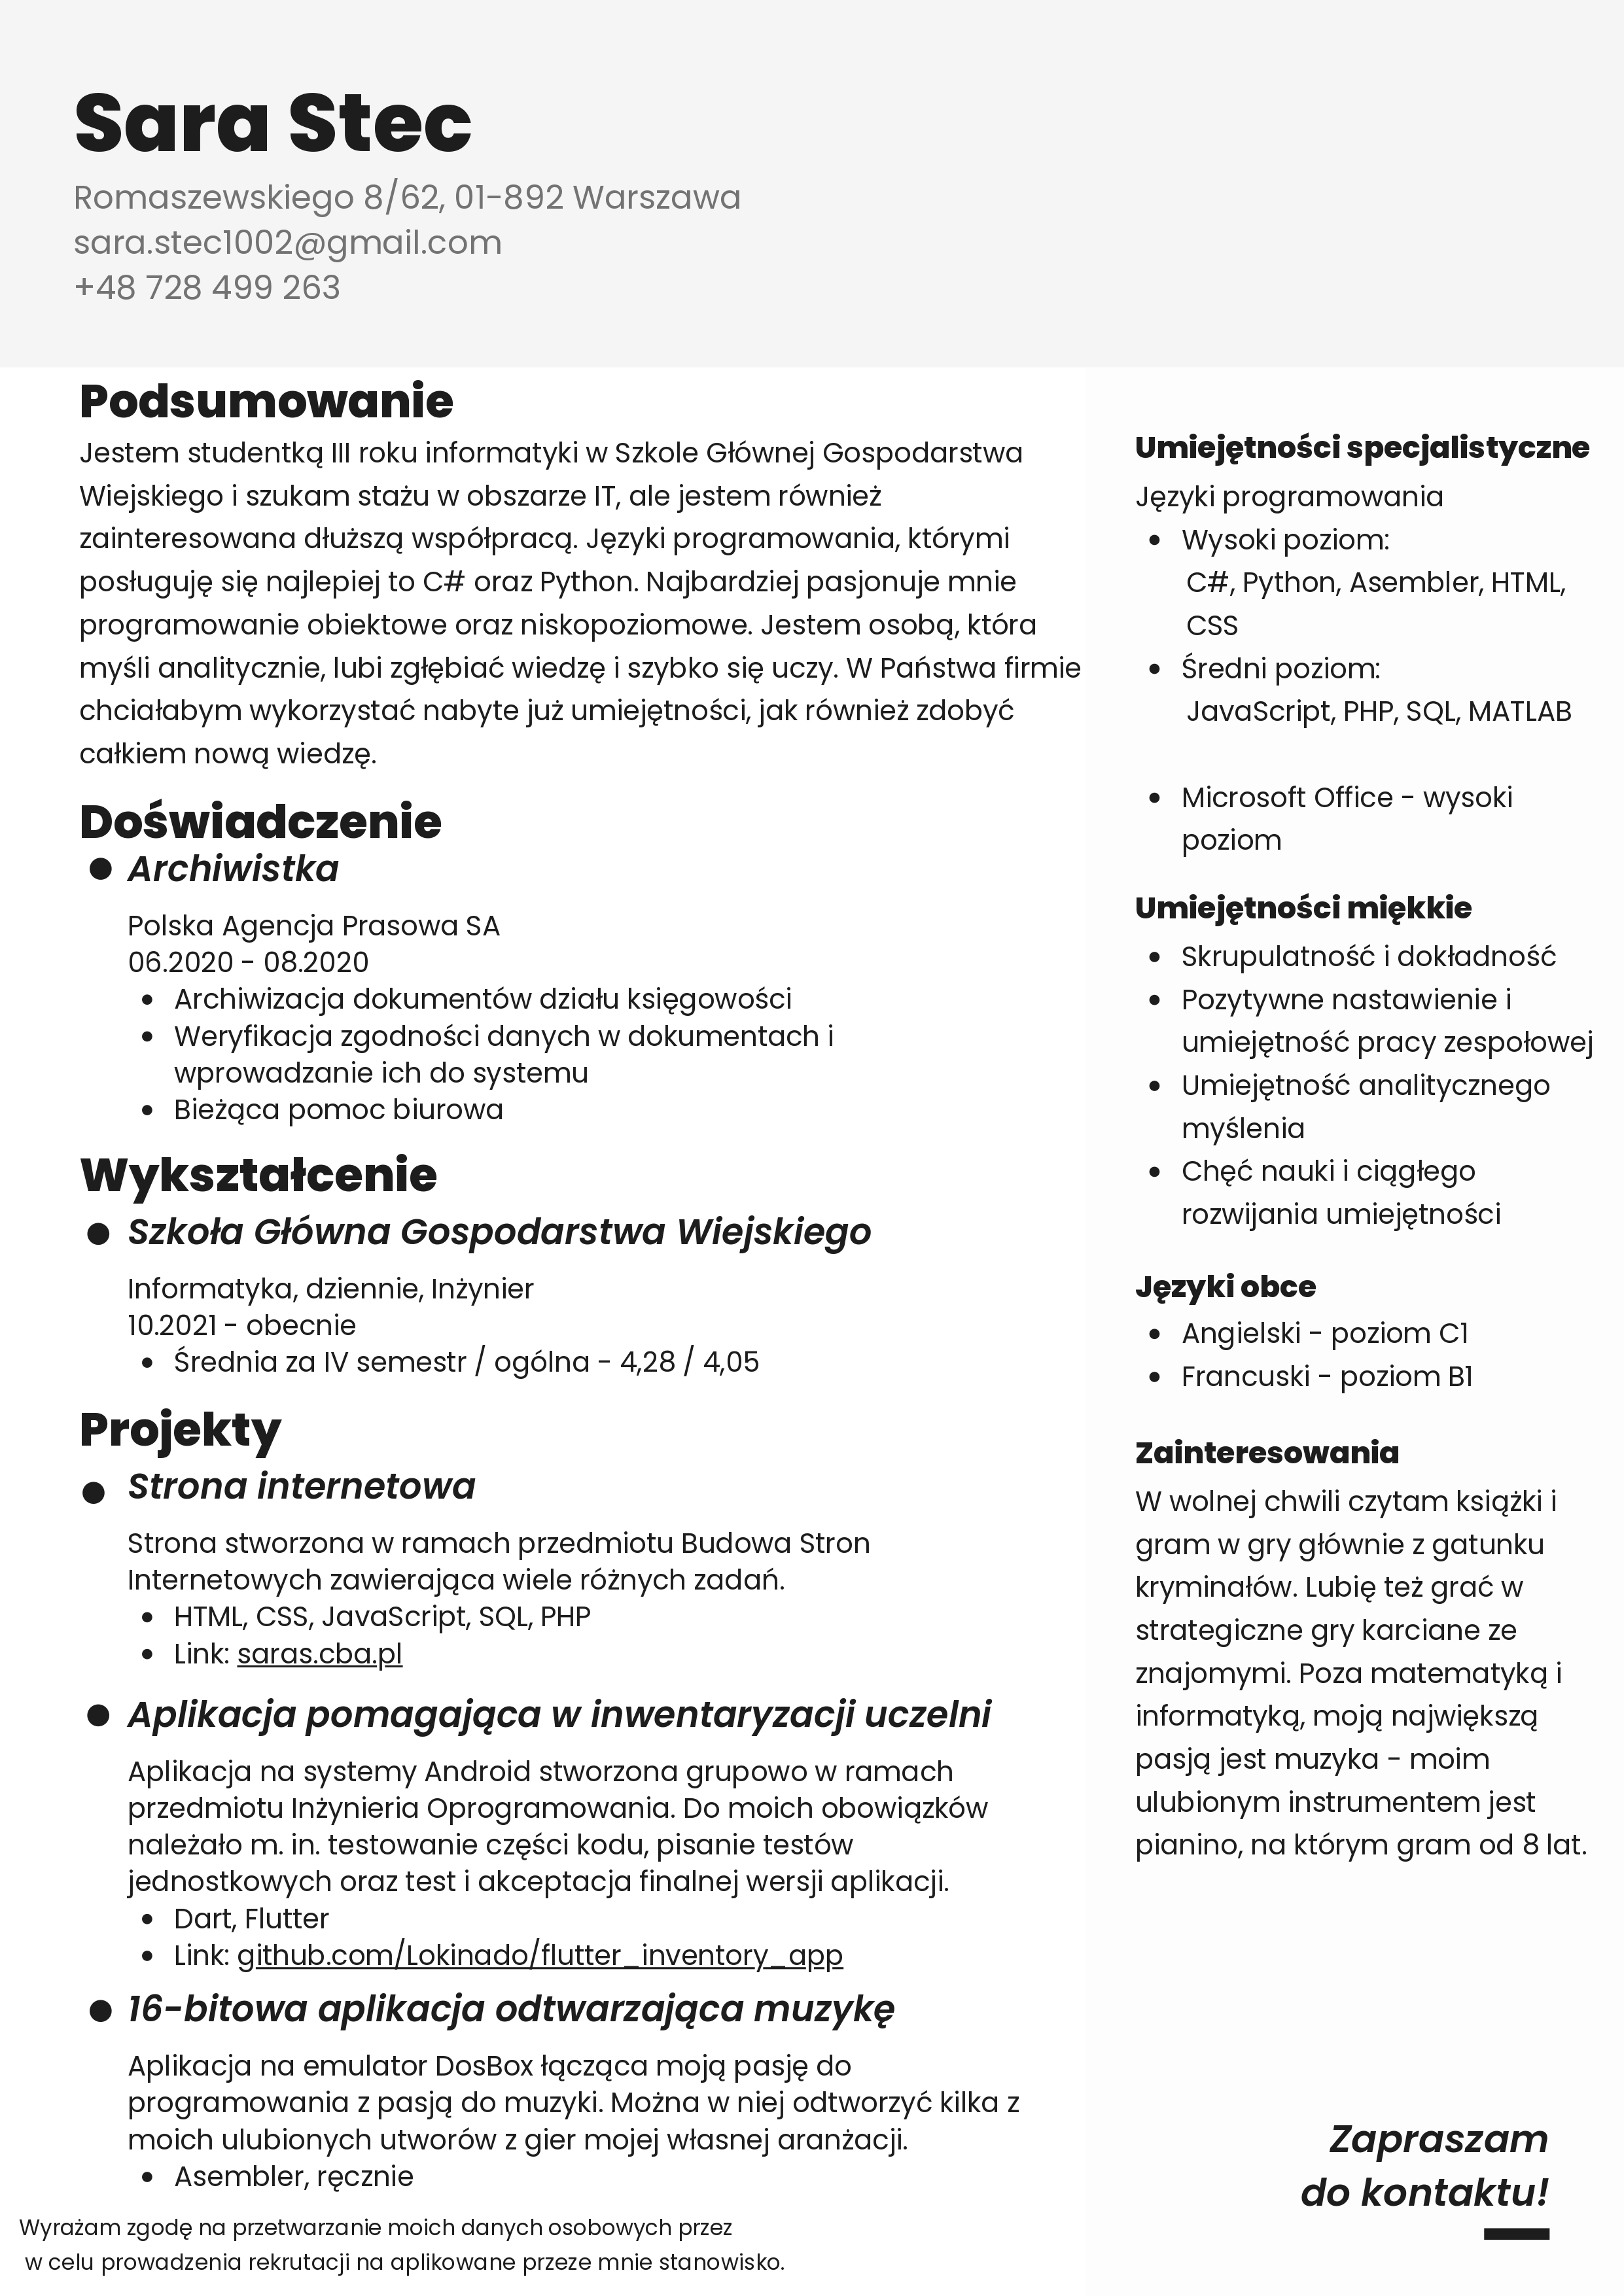 Sara Stec
Romaszewskiego 8/62, 01-892 Warszawa
sara.stec1002@gmail.com
+48 728 499 263
Podsumowanie
Jestem studentką III roku informatyki w Szkole Głównej Gospodarstwa
Wiejskiego i szukam stażu w obszarze IT, ale jestem również
zainteresowana dłuższą współpracą. Języki programowania, którymi
posługuję się najlepiej to C# oraz Python. Najbardziej pasjonuje mnie
programowanie obiektowe oraz niskopoziomowe. Jestem osobą, która
myśli analitycznie, lubi zgłębiać wiedzę i szybko się uczy. W Państwa firmie
chciałabym wykorzystać nabyte już umiejętności, jak również zdobyć
całkiem nową wiedzę.
Doświadczenie
● Archiwistka
Polska Agencja Prasowa SA
06.2020 - 08.2020
• Archiwizacja dokumentów działu księgowości
• Weryfikacja zgodności danych w dokumentach i
wprowadzanie ich do systemu
• Bieżąca pomoc biurowa
Wykształcenie
● Szkoła Główna Gospodarstwa Wiejskiego
Informatyka, dziennie, Inżynier
10.2021 - obecnie
• Średnia za IV semestr / ogólna - 4,28 / 4,05
Projekty
● Strona internetowa
Strona stworzona w ramach przedmiotu Budowa Stron
Internetowych zawierająca wiele różnych zadań.
• HTML, CSS, JavaScript, SQL, PHP
• Link: saras.cba.pl
● Aplikacja pomagająca w inwentaryzacji uczelni
Aplikacja na systemy Android stworzona grupowo w ramach
przedmiotu Inżynieria Oprogramowania. Do moich obowiązków
należało m. in. testowanie części kodu, pisanie testów
jednostkowych oraz test i akceptacja finalnej wersji aplikacji.
• Dart, Flutter
• Link: github.com/Lokinado/flutter_inventory_app
● 16-bitowa aplikacja odtwarzająca muzykę
Aplikacja na emulator DosBox łącząca moją pasję do
programowania z pasją do muzyki. Można w niej odtworzyć kilka z
moich ulubionych utworów z gier mojej własnej aranżacji.
• Asembler, ręcznie
Wyrażam zgodę na przetwarzanie moich danych osobowych przez
w celu prowadzenia rekrutacji na aplikowane przeze mnie stanowisko.
Umiejętności specjalistyczne
Języki programowania
• Wysoki poziom:
C#, Python, Asembler, HTML,
CSS
• Średni poziom:
JavaScript, PHP, SQL, MATLAB
• Microsoft Office - wysoki
poziom
Umiejętności miękkie
• Skrupulatność i dokładność
• Pozytywne nastawienie i
umiejętność pracy zespołowej
• Umiejętność analitycznego
myślenia
• Chęć nauki i ciągłego
rozwijania umiejętności
Języki obce
• Angielski - poziom C1
• Francuski - poziom B1
Zainteresowania
W wolnej chwili czytam książki i
gram w gry głównie z gatunku
kryminałów. Lubię też grać w
strategiczne gry karciane ze
znajomymi. Poza matematyką i
informatyką, moją największą
pasją jest muzyka - moim
ulubionym instrumentem jest
pianino, na którym gram od 8 lat.
Zapraszam
do kontaktu!